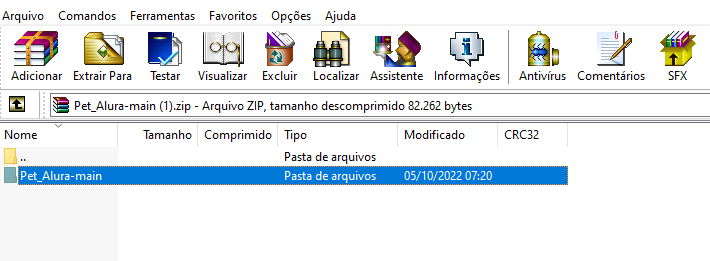 Arquivo Comandos Ferramentas Favoritos Opções Ajuda
Adicionar Extrair Para Testar Visualizar Excluir Localizar Assistente Informações Antivírus Comentários SFX
Pet_Alura-main (1).zip - Arquivo ZIP, tamanho descomprimido 82.262 bytes
Nome Tamanho Comprimido Tipo Modificado CRC32
.. Pasta de arquivos
Pet_Alura-main Pasta de arquivos 05/10/2022 07:20